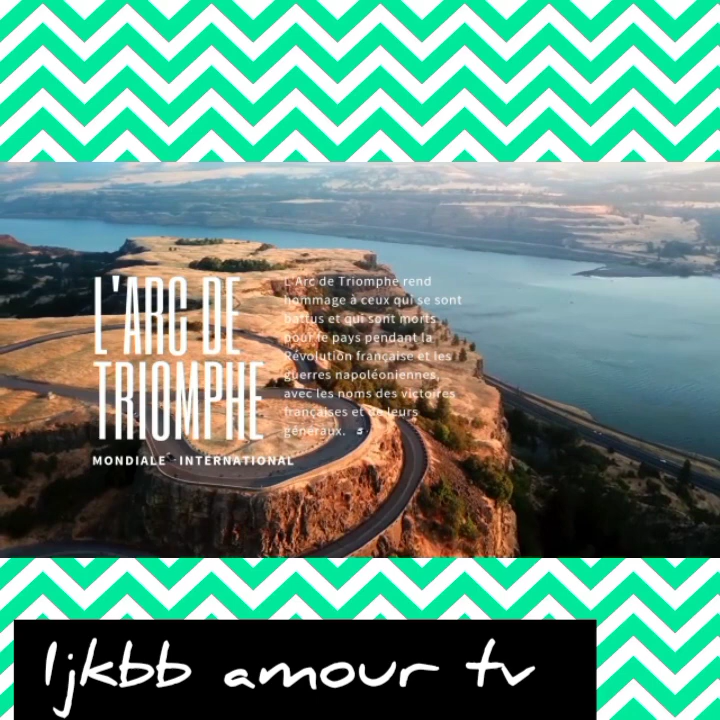 L'ARC DE
TRIOMPHE
MONDIALE INTERNATIONAL
L'Arc de Triomphe rend
hommage à ceux qui se sont
battus et qui sont morts
pour le pays pendant la
Révolution française et les
guerres napoléoniennes,
avec les noms des victoires
françaises et de leurs
généraux.
ljkbb amour tv